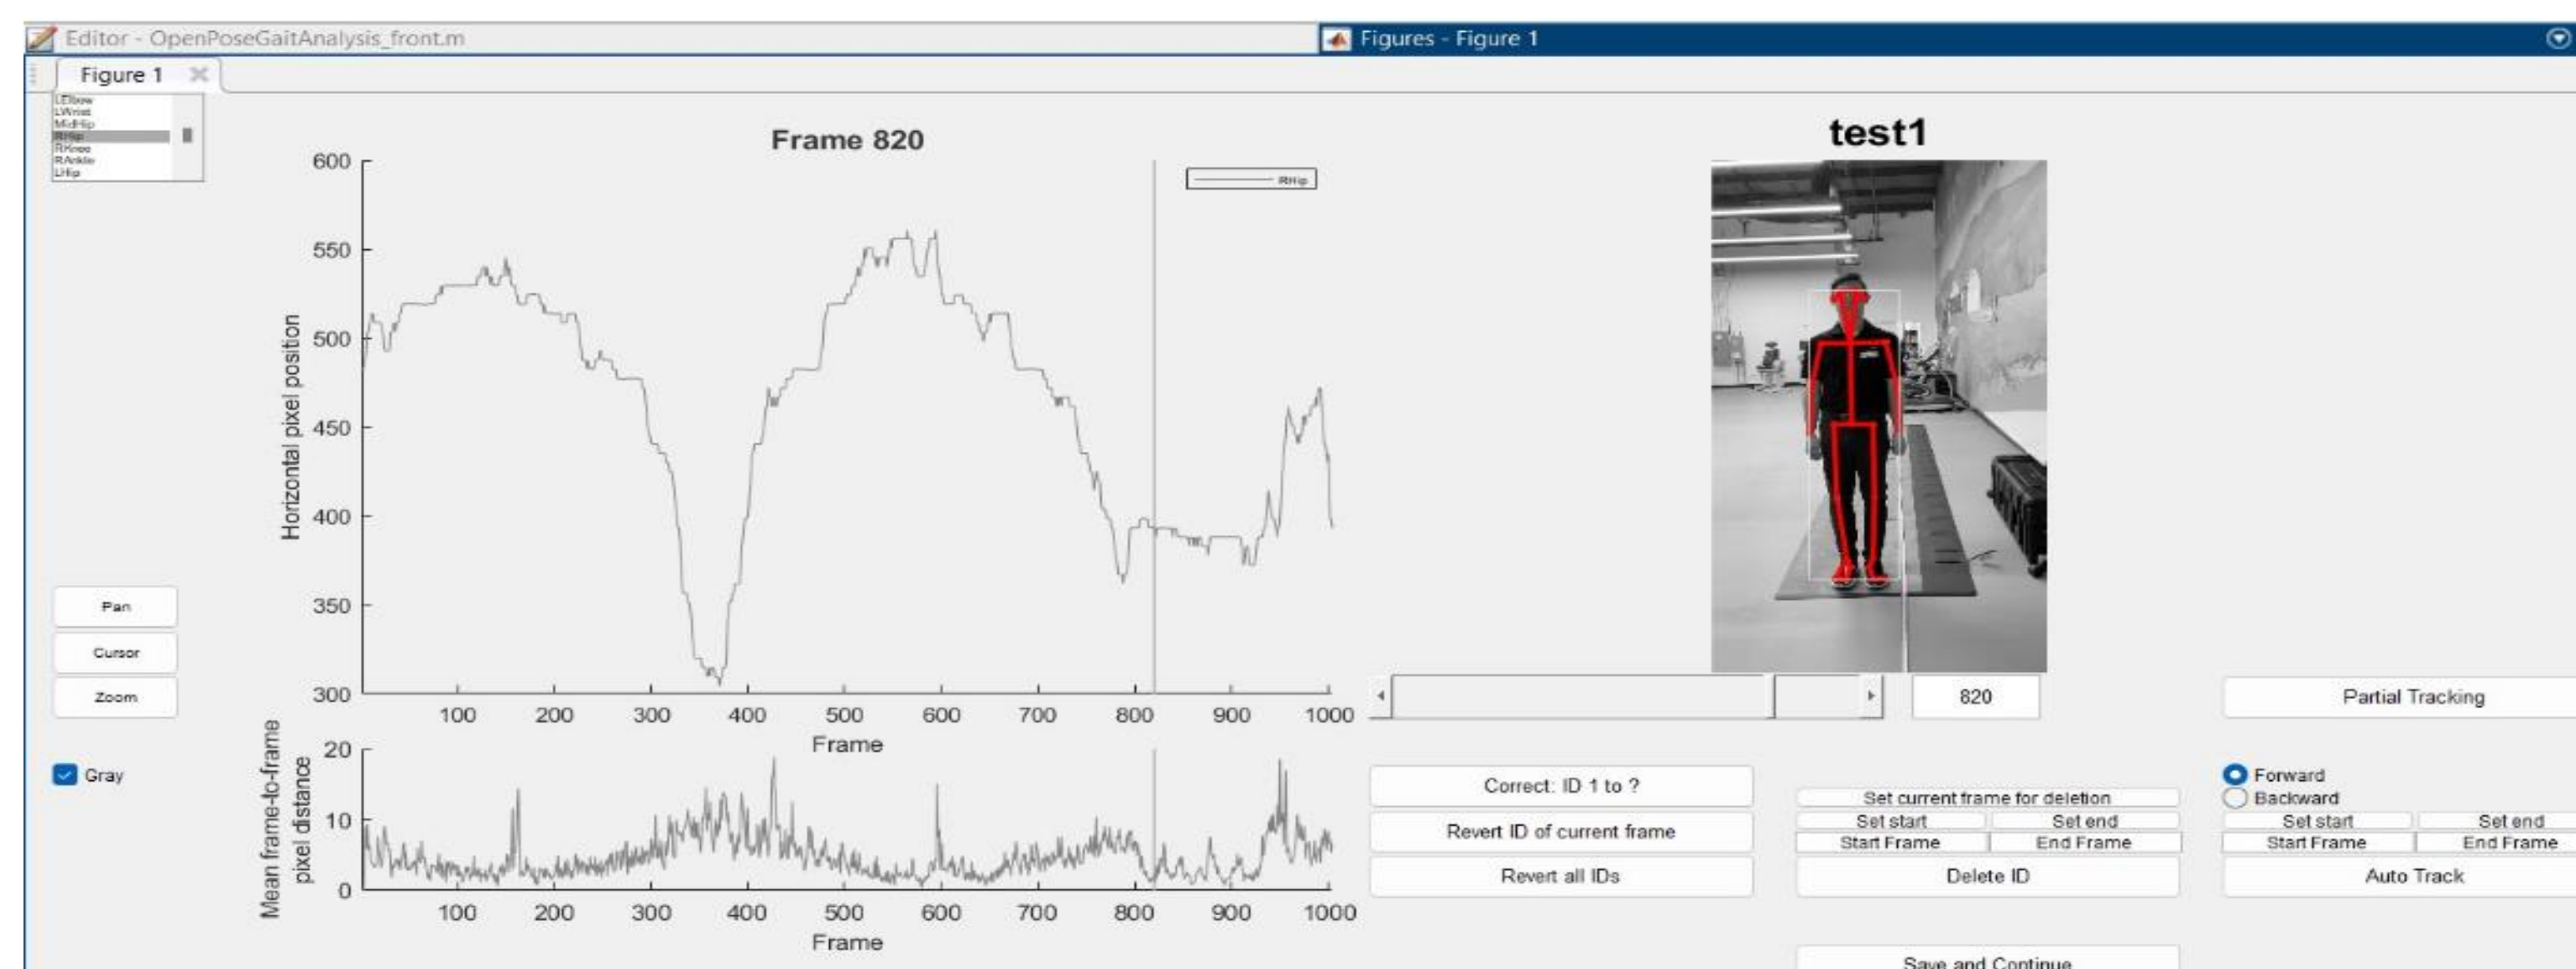 Editor - OpenPoseGaitAnalysis_front.m
Figures - Figure 1
Figure 1
LElbow
LWrist
MidHip
RHip
RKnee
RAnkle
LHip
Frame 820
600
550
500
450
400
350
300
Horizontal pixel position
RHip
100 200 300 400 500 600 700 800 900 1000
Frame
test1
Pan
Cursor
Zoom
Gray
820
Partial Tracking
Mean frame-to-frame
pixel distance
20
10
0
100 200 300 400 500 600 700 800 900 1000
Frame
Correct: ID 1 to ?
Revert ID of current frame
Revert all IDs
Set current frame for deletion
Set start Set end
Start Frame End Frame
Delete ID
Forward
Backward
Set start Set end
Start Frame End Frame
Auto Track
Save and Continue